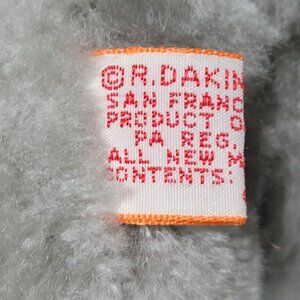 ©R.DAKIN
SAN FRANC
PRODUCT O
PA REG.
ALL NEW M
CONTENTS: